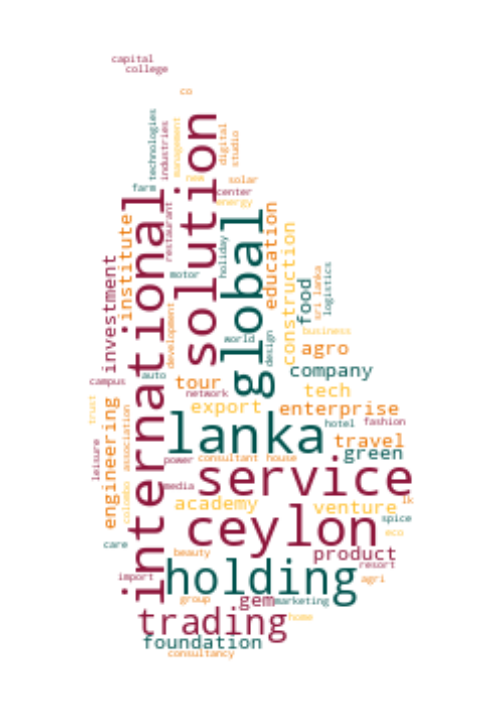 capital
college
co
technologies
industries
management
solution
digital
studio
farm
new
solar
center
energy
international
institute
restaurant
global
education
holiday
construction
investment
motor
food
sri lanka
logistics
development
world
design
business
agro
campus
auto
tour
network
company
tech
trust
engineering
association
export
enterprise
lanka
hotel
fashion
travel
green
leisure
power
consultant
house
service
media
colombo
academy
venture
lk
ceylon
spice
eco
care
beauty
product
resort
import
holding
agri
group
gem
marketing
trading
home
foundation
consultancy